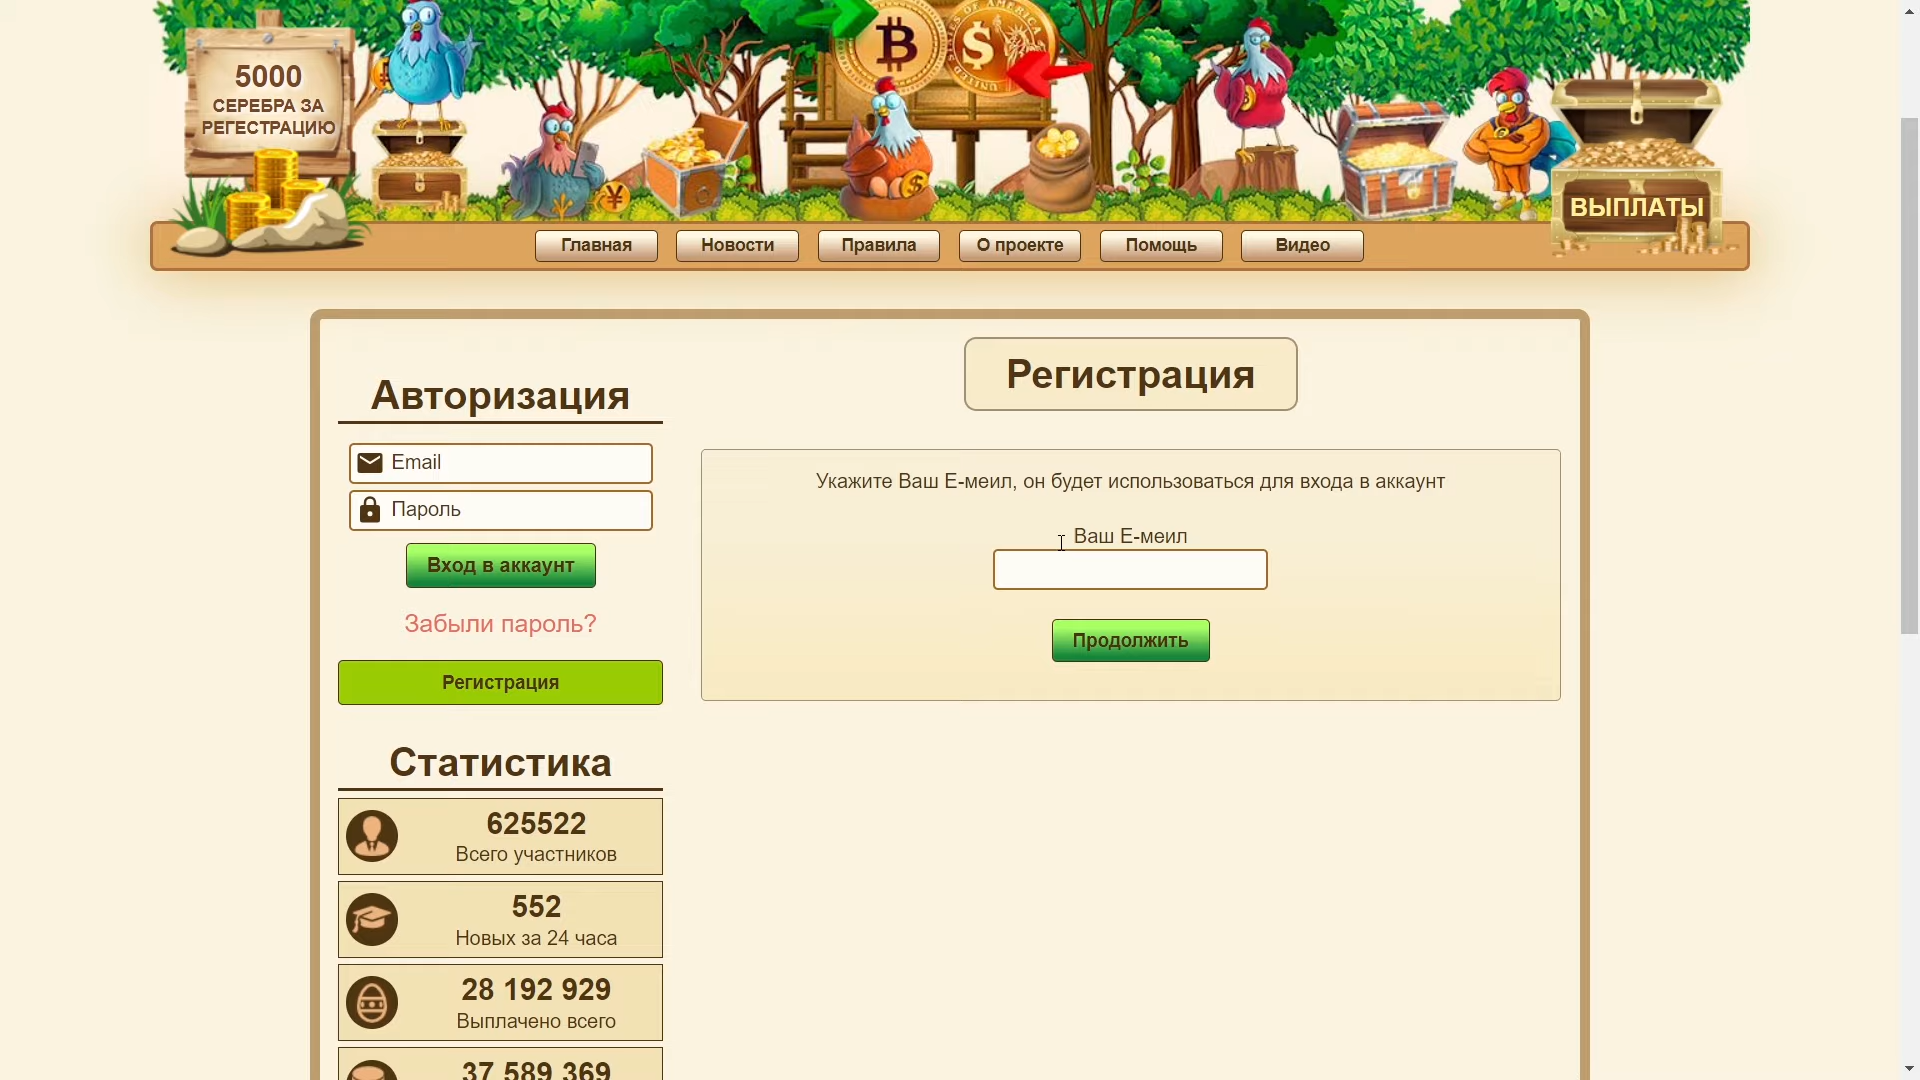 5000
СЕРЕБРА ЗА
РЕГЕСТРАЦИЮ
ВЫПЛАТЫ
Главная
Новости
Правила
О проекте
Помощь
Видео
Регистрация
Авторизация
Email
Пароль
Вход в аккаунт
Забыли пароль?
Регистрация
Укажите Ваш Е-меил, он будет использоваться для входа в аккаунт
Ваш Е-меил
Продолжить
Статистика
625522
Всего участников
552
Новых за 24 часа
28 192 929
Выплачено всего
37 589 369